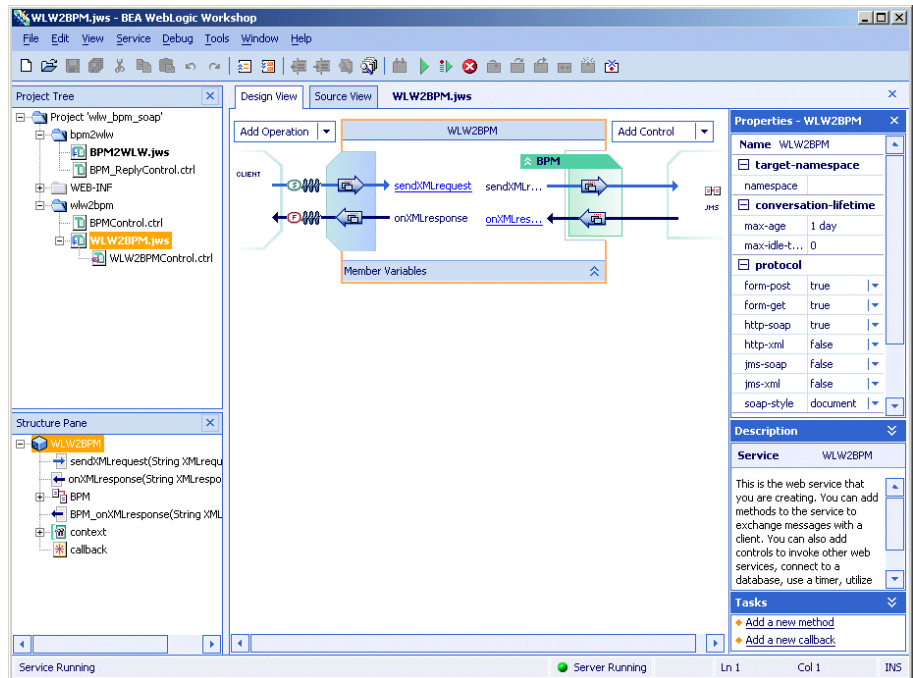 WLW2BPM.jws - BEA WebLogic Workshop
File Edit View Service Debug Tools Window Help
Project Tree
Project 'wlw_bpm_soap'
bpm2wlw
BPM2WLW.jws
BPM_ReplyControl.ctrl
WEB-INF
wlw2bpm
BPMControl.ctrl
WLW2BPM.jws
WLW2BPMControl.ctrl
Structure Pane
WLW2BPM
sendXMLrequest(String XMLrequ
onXMLresponse(String XMLrespo
BPM
BPM_onXMLresponse(String XML
context
callback
Design View Source View WLW2BPM.jws
Add Operation WLW2BPM Add Control
BPM
CLIENT
S sendXMLrequest sendXMLr...
JMS
F onXMLresponse onXMLres...
Member Variables
Properties - WLW2BPM
Name WLW2BPM
target-namespace
namespace
conversation-lifetime
max-age 1 day
max-idle-t... 0
protocol
form-post true
form-get true
http-soap true
http-xml false
jms-soap false
jms-xml false
soap-style document
Description
Service WLW2BPM
This is the web service that
you are creating. You can add
methods to the service to
exchange messages with a
client. You can also add
controls to invoke other web
services, connect to a
database, use a timer, utilize
Tasks
Add a new method
Add a new callback
Service Running Server Running Ln 1 Col 1 INS